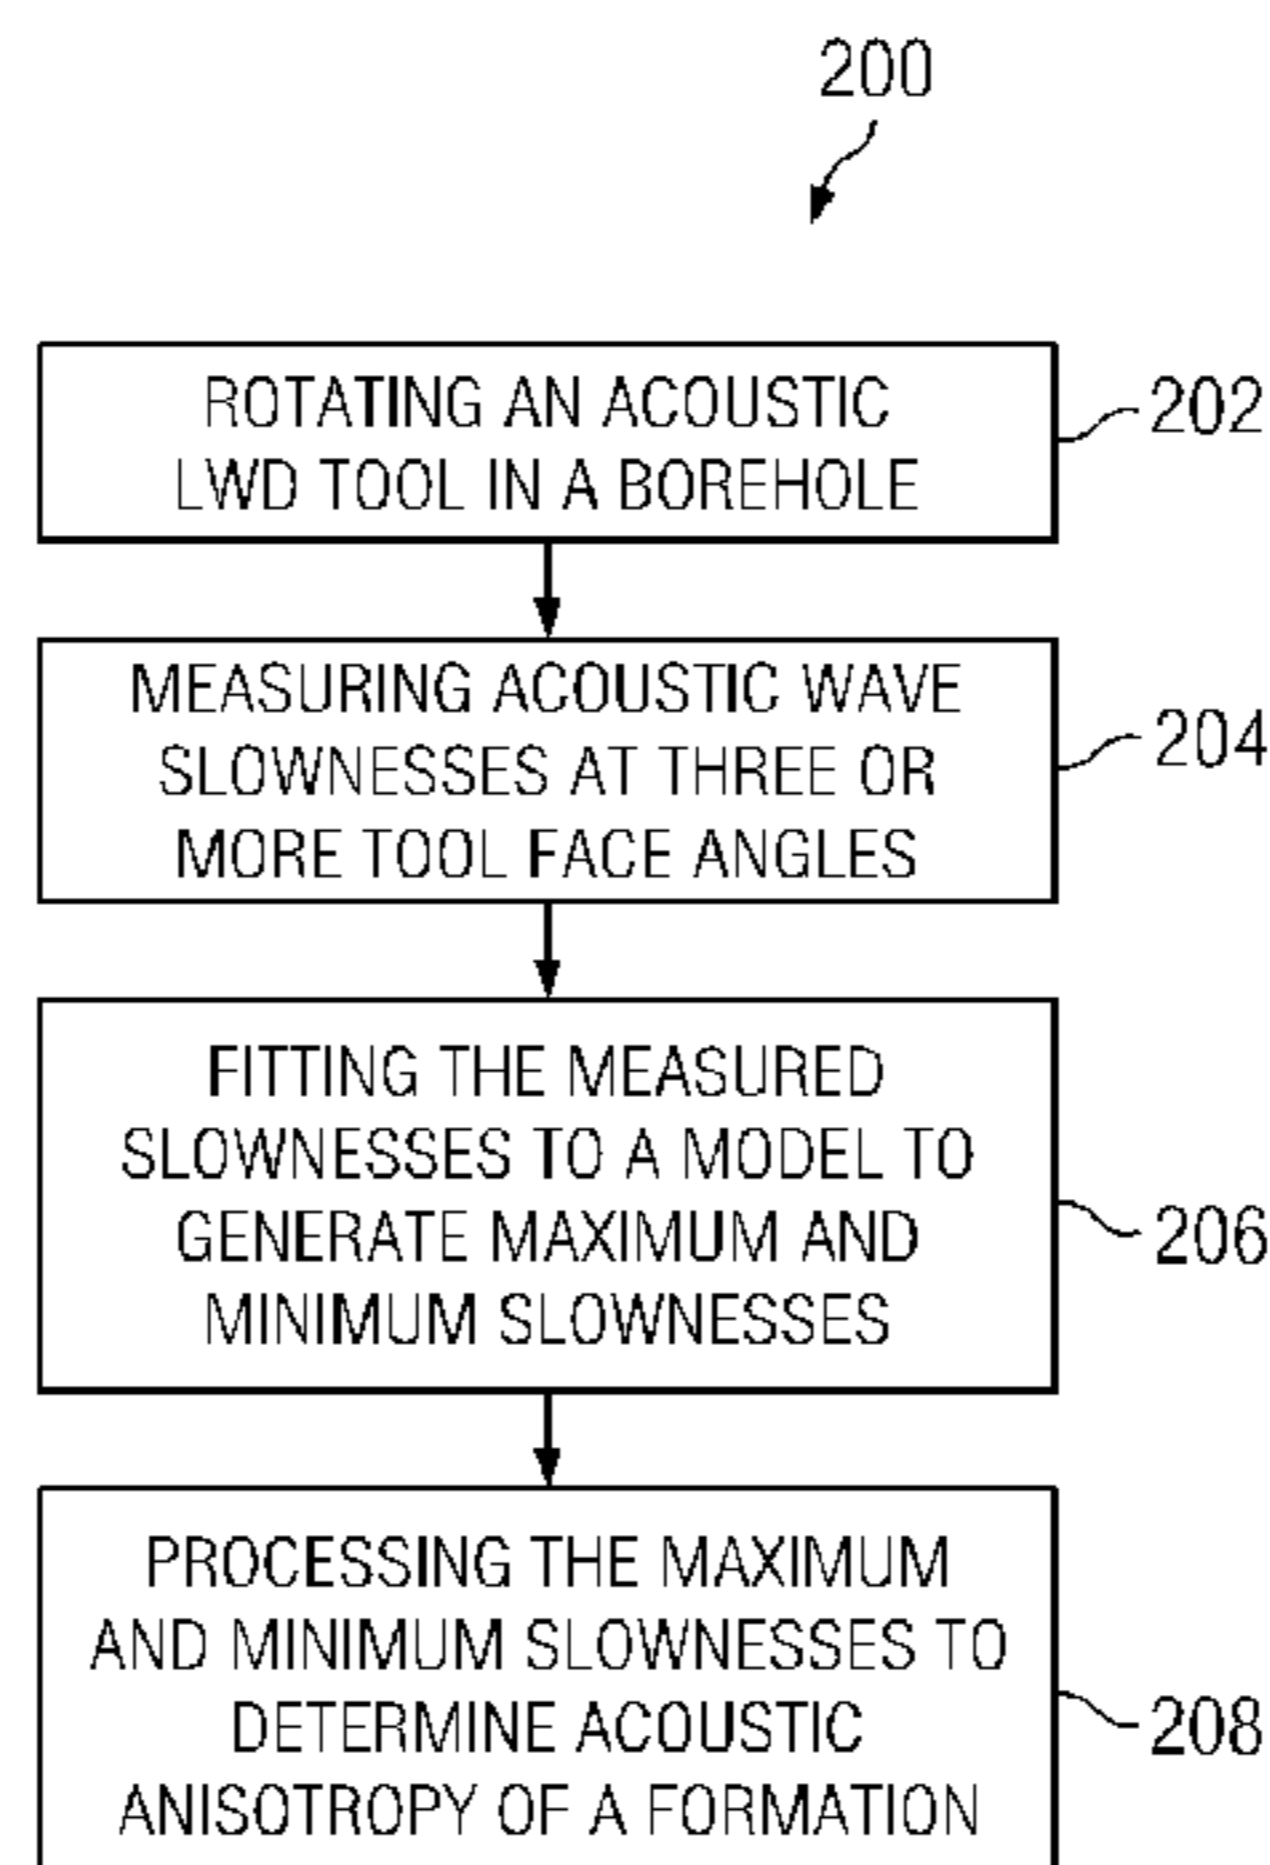 200
ROTATING AN ACOUSTIC
LWD TOOL IN A BOREHOLE
202
MEASURING ACOUSTIC WAVE
SLOWNESSES AT THREE OR
MORE TOOL FACE ANGLES
204
FITTING THE MEASURED
SLOWNESSES TO A MODEL TO
GENERATE MAXIMUM AND
MINIMUM SLOWNESSES
206
PROCESSING THE MAXIMUM
AND MINIMUM SLOWNESSES TO
DETERMINE ACOUSTIC
ANISOTROPY OF A FORMATION
208